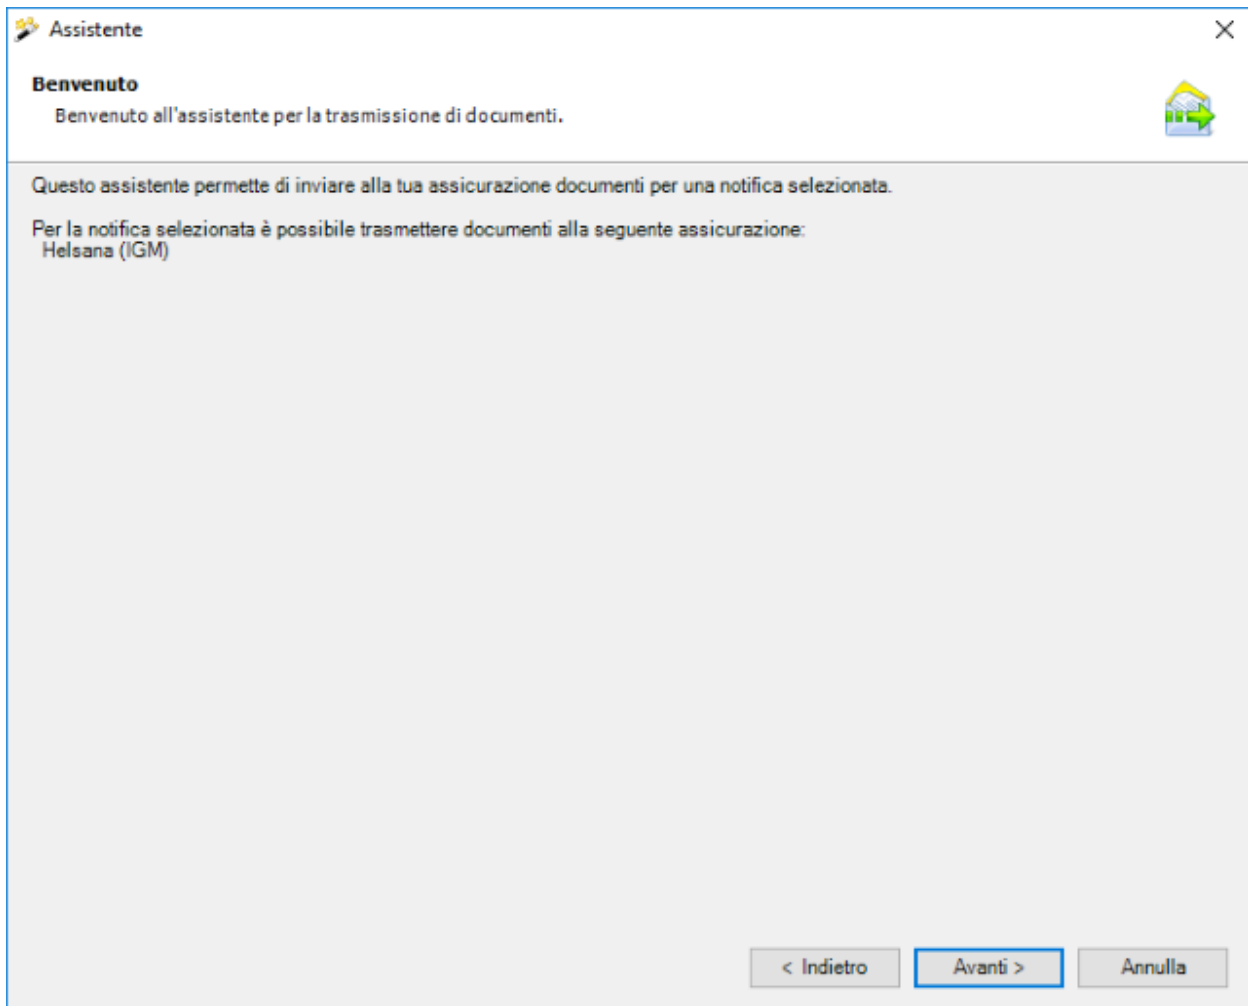 Assistente
Benvenuto
Benvenuto all'assistente per la trasmissione di documenti.
Questo assistente permette di inviare alla tua assicurazione documenti per una notifica selezionata.
Per la notifica selezionata è possibile trasmettere documenti alla seguente assicurazione:
Helsana (IGM)
< Indietro
Avanti >
Annulla